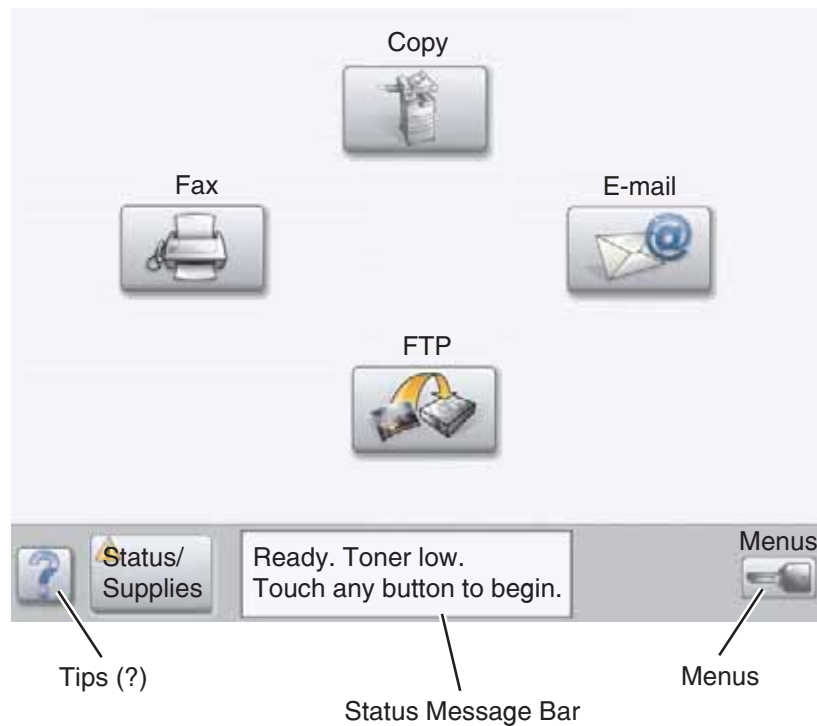 Copy
Fax
E-mail
@
FTP
Menus
?
Status/
Supplies
Ready. Toner low.
Touch any button to begin.
Tips (?)
Menus
Status Message Bar